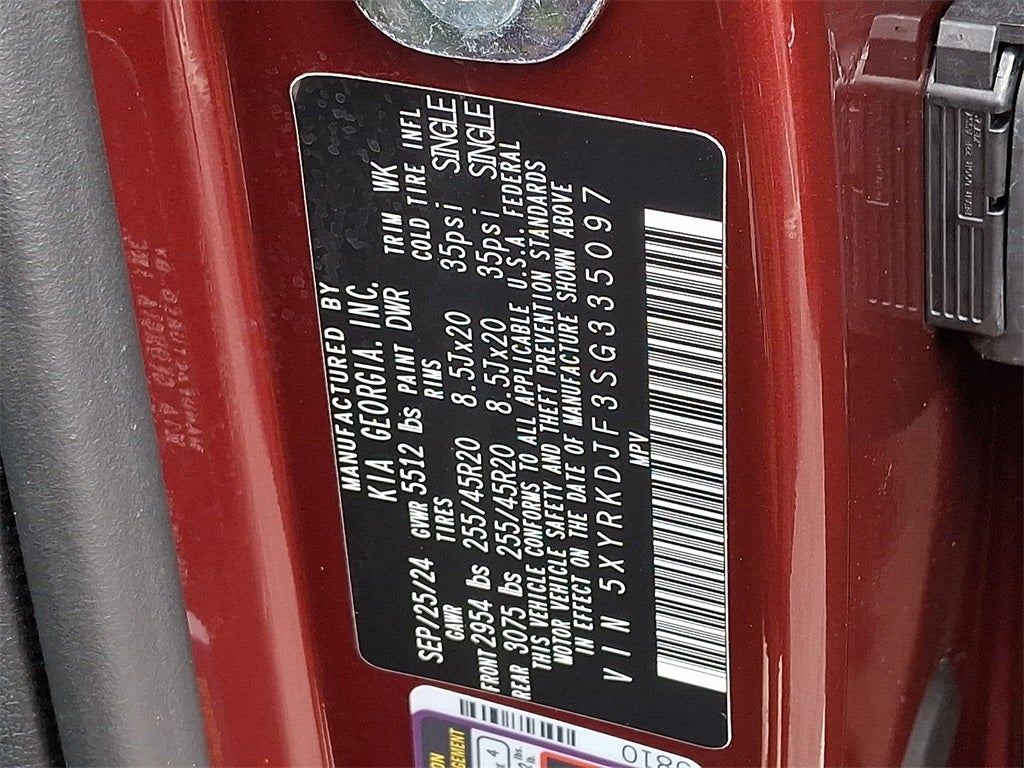 MANUFACTURED BY
KIA GEORGIA, INC.
SEP/25/24 GVWR 5512 lbs PAINT DWR TRIM WK
GAWR TIRES RIMS COLD TIRE INFL
FRONT 2954 lbs 255/45R20 8.5Jx20 35psi SINGLE
REAR 3075 lbs 255/45R20 8.5Jx20 35psi SINGLE
THIS VEHICLE CONFORMS TO ALL APPLICABLE U.S.A. FEDERAL
MOTOR VEHICLE SAFETY AND THEFT PREVENTION STANDARDS
IN EFFECT ON THE DATE OF MANUFACTURE SHOWN ABOVE
VIN 5XYRKDJF3SG335097
MPV